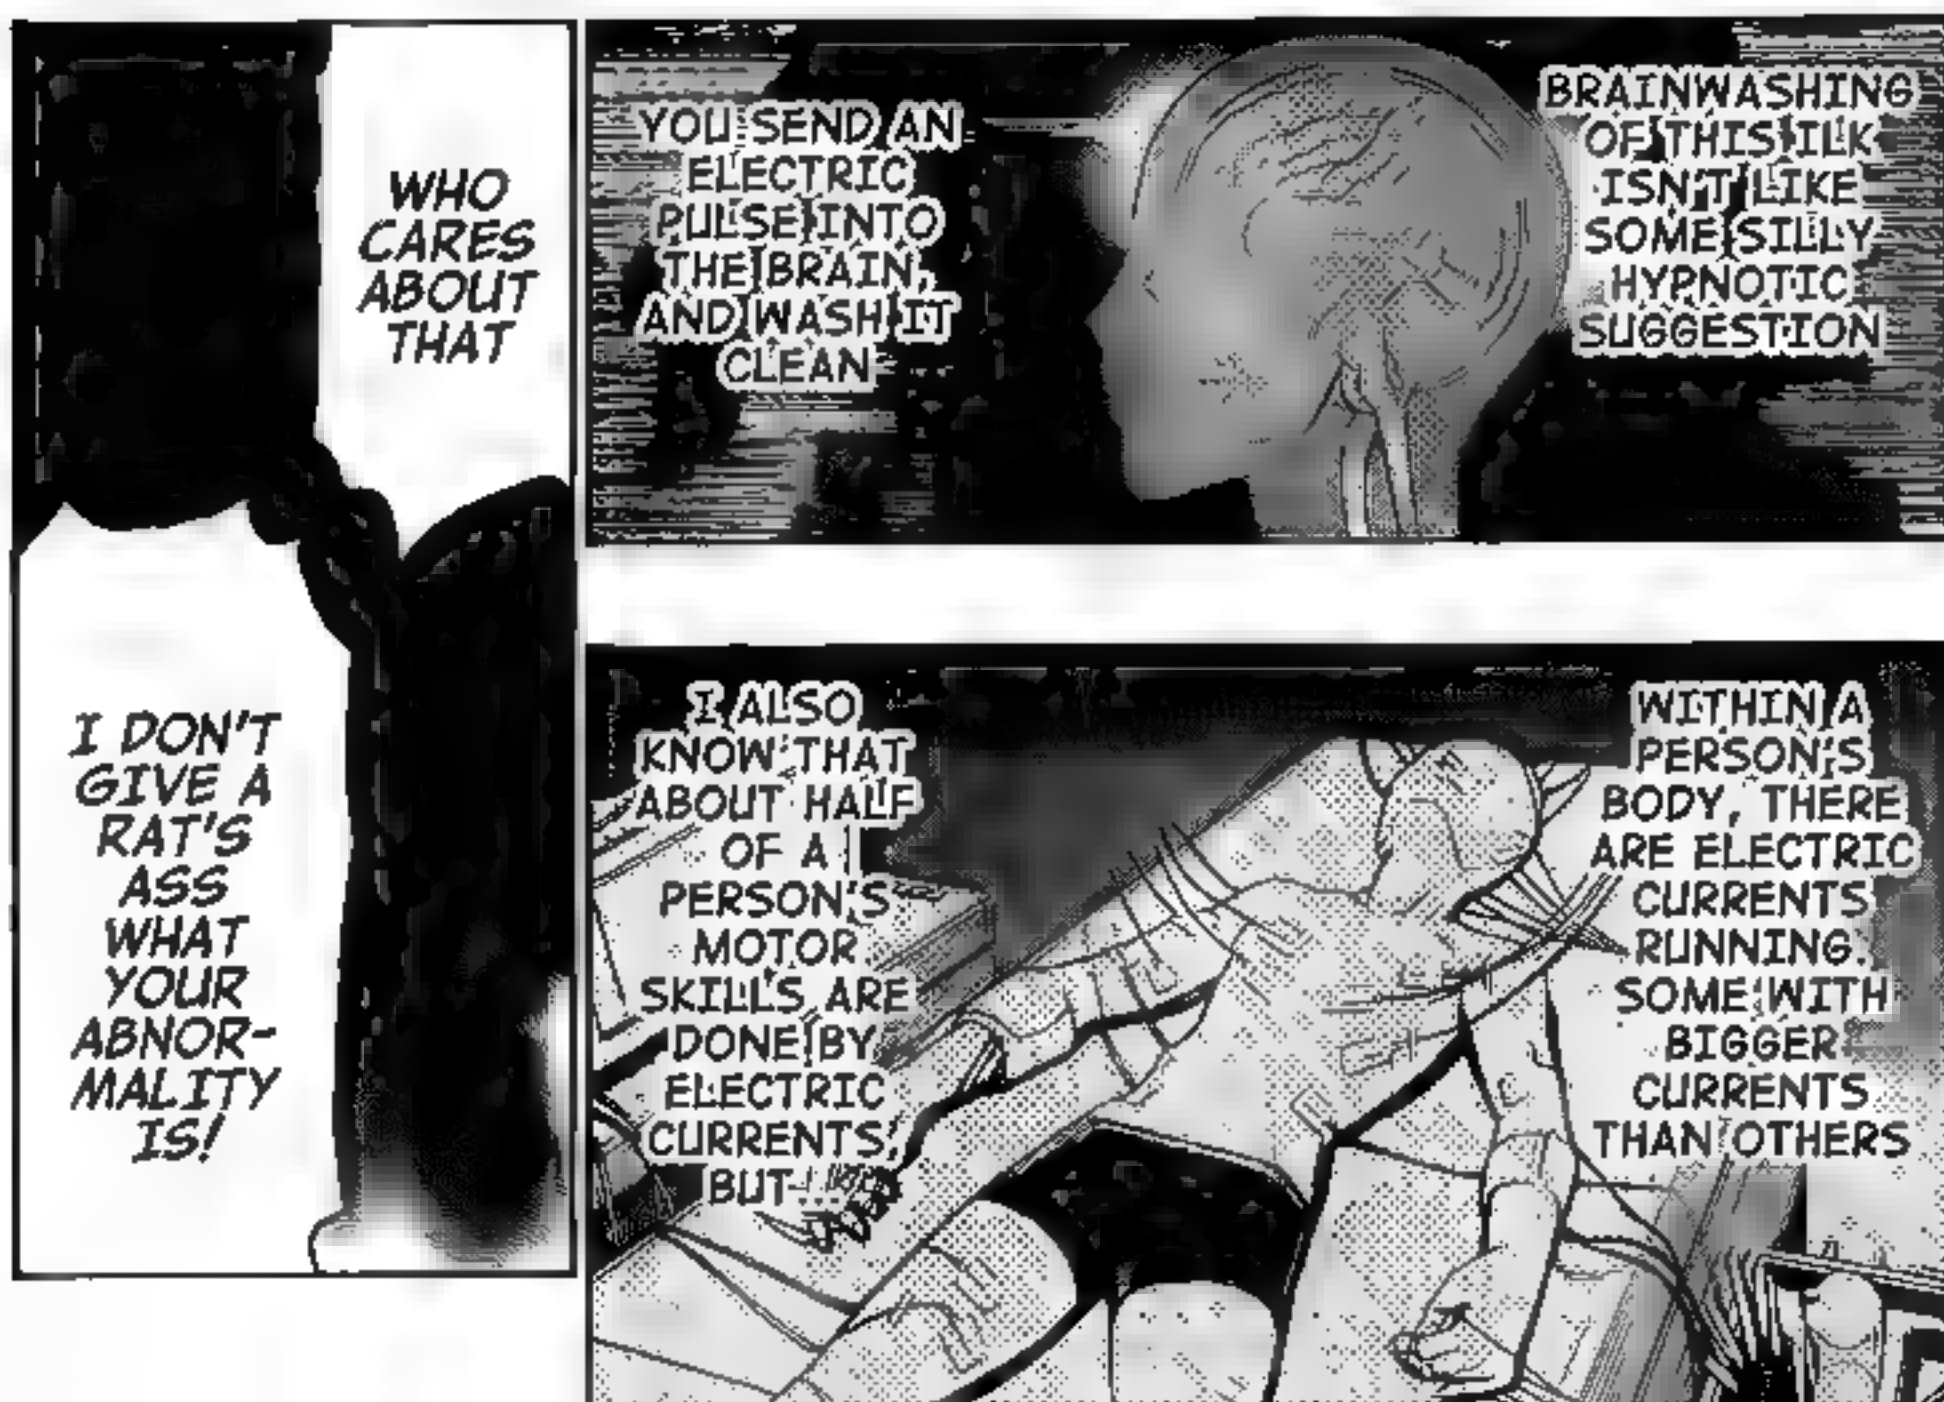 BRAINWASHING
OF THIS ILK
ISN'T LIKE
SOME SILLY
HYPNOTIC
SUGGESTION
YOU SEND AN
ELECTRIC
PULSE INTO
THE BRAIN,
AND WASH IT
CLEAN
WITHIN A
PERSON'S
BODY, THERE
ARE ELECTRIC
CURRENTS
RUNNING.
SOME WITH
BIGGER
CURRENTS
THAN OTHERS
I ALSO
KNOW THAT
ABOUT HALF
OF A
PERSON'S
MOTOR
SKILLS ARE
DONE BY
ELECTRIC
CURRENTS,
BUT...
WHO
CARES
ABOUT
THAT
I DON'T
GIVE A
RAT'S
ASS
WHAT
YOUR
ABNOR-
MALITY
IS!